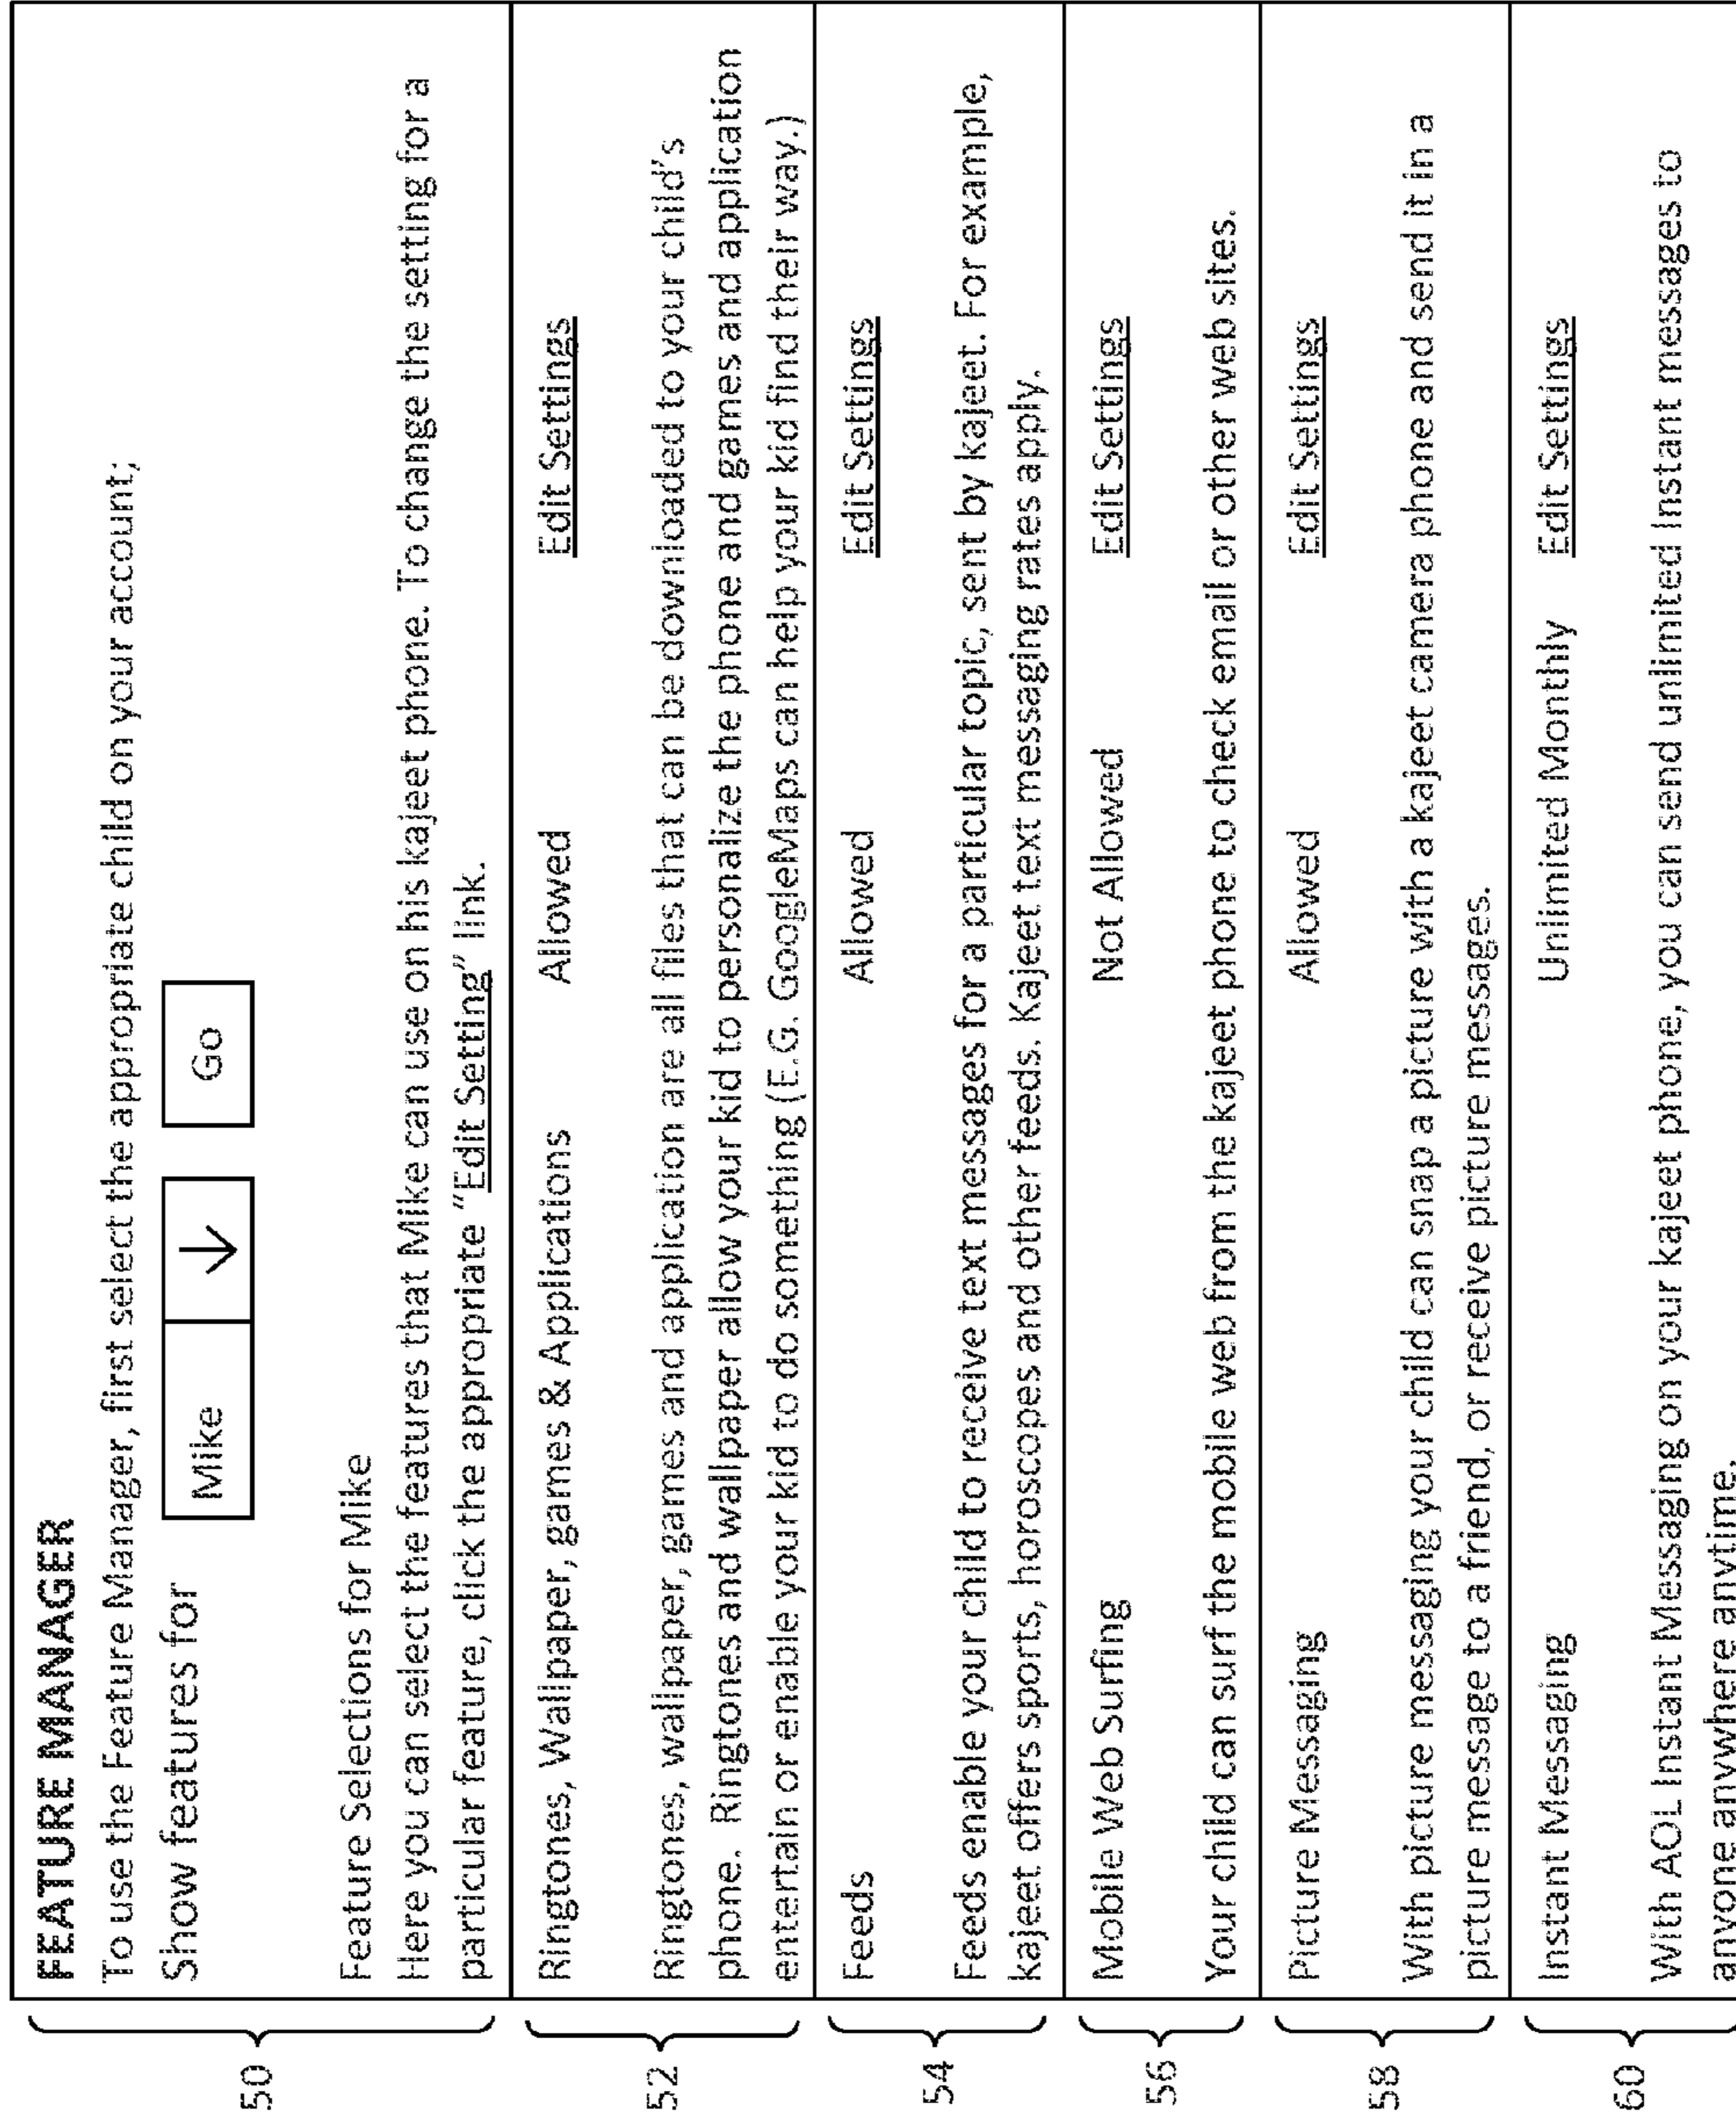 FEATURE MANAGER
To use the Feature Manager, first select the appropriate child on your account;
Show features for Mike Go
50
Feature Selections for Mike
Here you can select the features that Mike can use on his kajeet phone. To change the setting for a
particular feature, click the appropriate "Edit Setting" link.
Ringtones, Wallpaper, games & Applications Allowed Edit Settings
52
Ringtones, wallpaper, games and application are all files that can be downloaded to your child's
phone. Ringtones and wallpaper allow your kid to personalize the phone and games and application
entertain or enable your kid to do something (E.G. GoogleMaps can help your kid find their way.)
Feeds Allowed Edit Settings
54
Feeds enable your child to receive text messages for a particular topic, sent by kajeet. For example,
kajeet offers sports, horoscopes and other feeds. Kajeet text messaging rates apply.
Mobile Web Surfing Not Allowed Edit Settings
56
Your child can surf the mobile web from the kajeet phone to check email or other web sites.
Picture Messaging Allowed Edit Settings
58
With picture messaging your child can snap a picture with a kajeet camera phone and send it in a
picture message to a friend, or receive picture messages.
Instant Messaging Unlimited Monthly Edit Settings
60
With AOL Instant Messaging on your kajeet phone, you can send unlimited Instant messages to
anyone anywhere anytime.